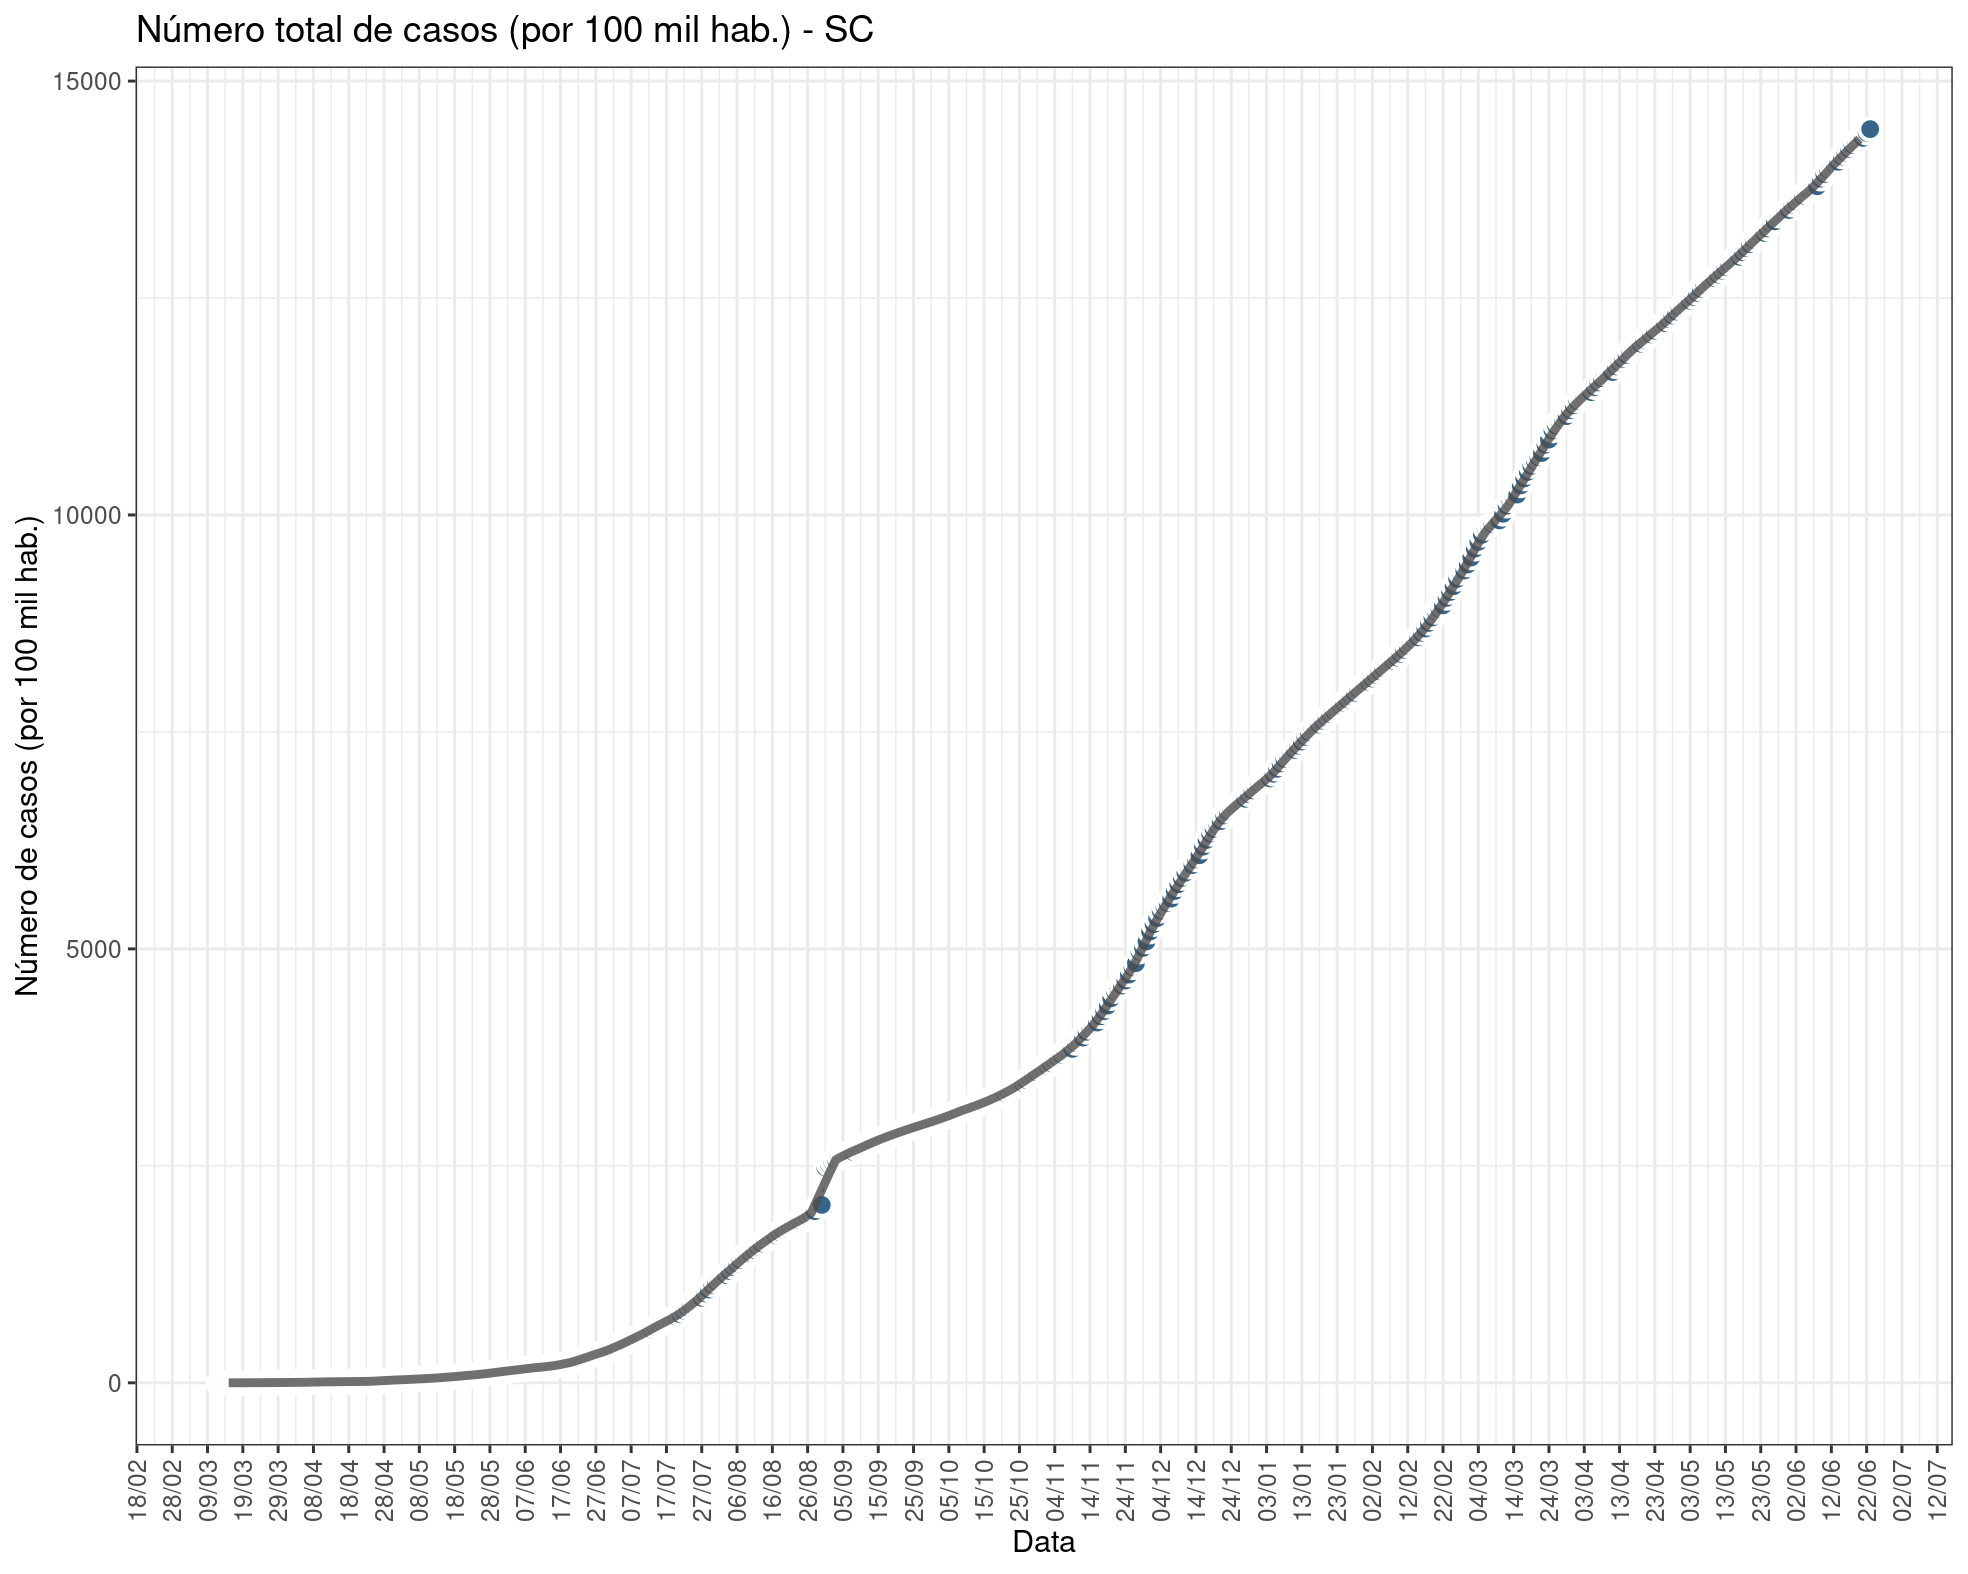 Número total de casos (por 100 mil hab.) - SC
Número de casos (por 100 mil hab.)
15000
10000
5000
0
18/02 28/02 09/03 19/03 29/03 08/04 18/04 28/04 08/05 18/05 28/05 07/06 17/06 27/06 07/07 17/07 27/07 06/08 16/08 26/08 05/09 15/09 25/09 05/10 15/10 25/10 04/11 14/11 24/11 04/12 14/12 24/12 03/01 13/01 23/01 02/02 12/02 22/02 04/03 14/03 24/03 03/04 13/04 23/04 03/05 13/05 23/05 02/06 12/06 22/06 02/07 12/07
Data